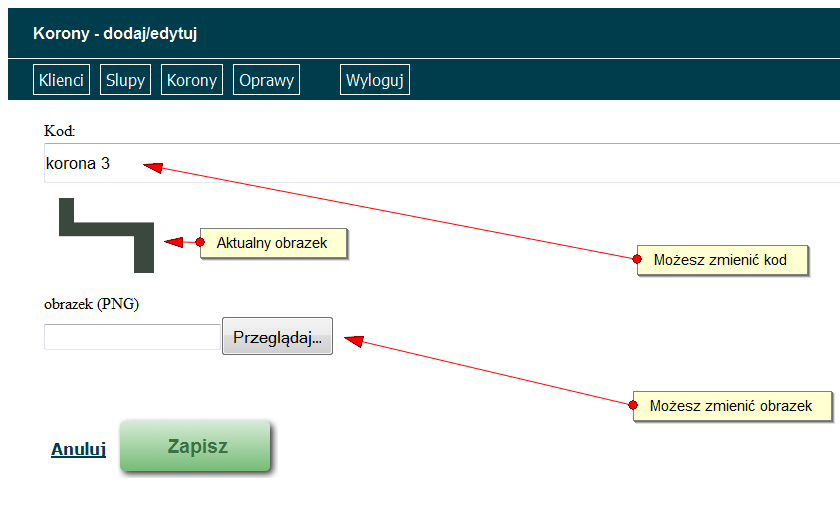 Korony - dodaj/edytuj
Klienci Slupy Korony Oprawy Wyloguj
Kod:
korona 3
Aktualny obrazek
Możesz zmienić kod
obrazek (PNG)
Przeglądaj...
Możesz zmienić obrazek
Anuluj Zapisz